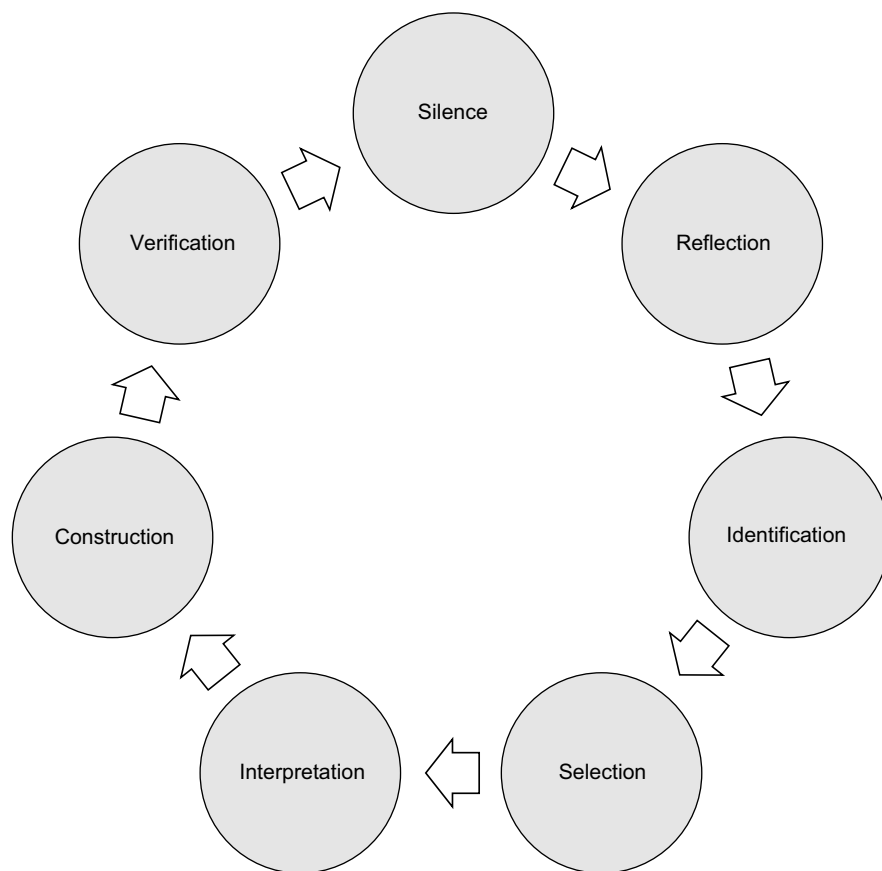 Silence
Reflection
Identification
Selection
Interpretation
Construction
Verification